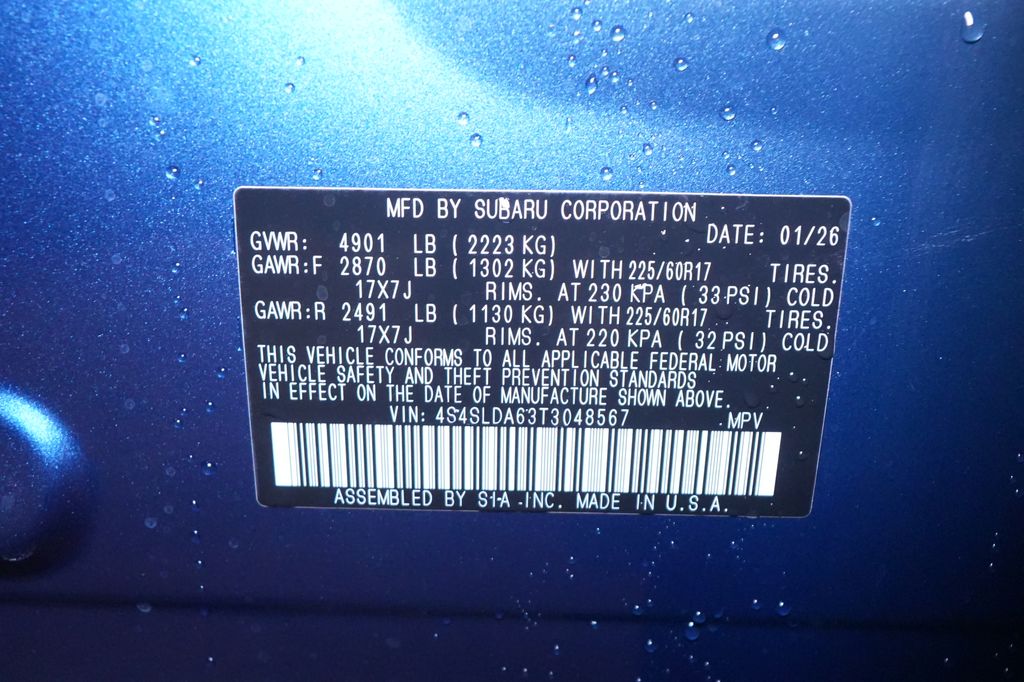 MFD BY SUBARU CORPORATION
DATE: 01/26
GVWR: 4901 LB ( 2223 KG)
GAWR:F 2870 LB ( 1302 KG) WITH 225/60R17 TIRES.
17X7J RIMS. AT 230 KPA ( 33 PSI) COLD
GAWR:R 2491 LB ( 1130 KG) WITH 225/60R17 TIRES.
17X7J RIMS. AT 220 KPA ( 32 PSI) COLD
THIS VEHICLE CONFORMS TO ALL APPLICABLE FEDERAL MOTOR
VEHICLE SAFETY AND THEFT PREVENTION STANDARDS
IN EFFECT ON THE DATE OF MANUFACTURE SHOWN ABOVE.
VIN: 4S4SLDA63T3048567 MPV
ASSEMBLED BY SIA INC. MADE IN U.S.A.